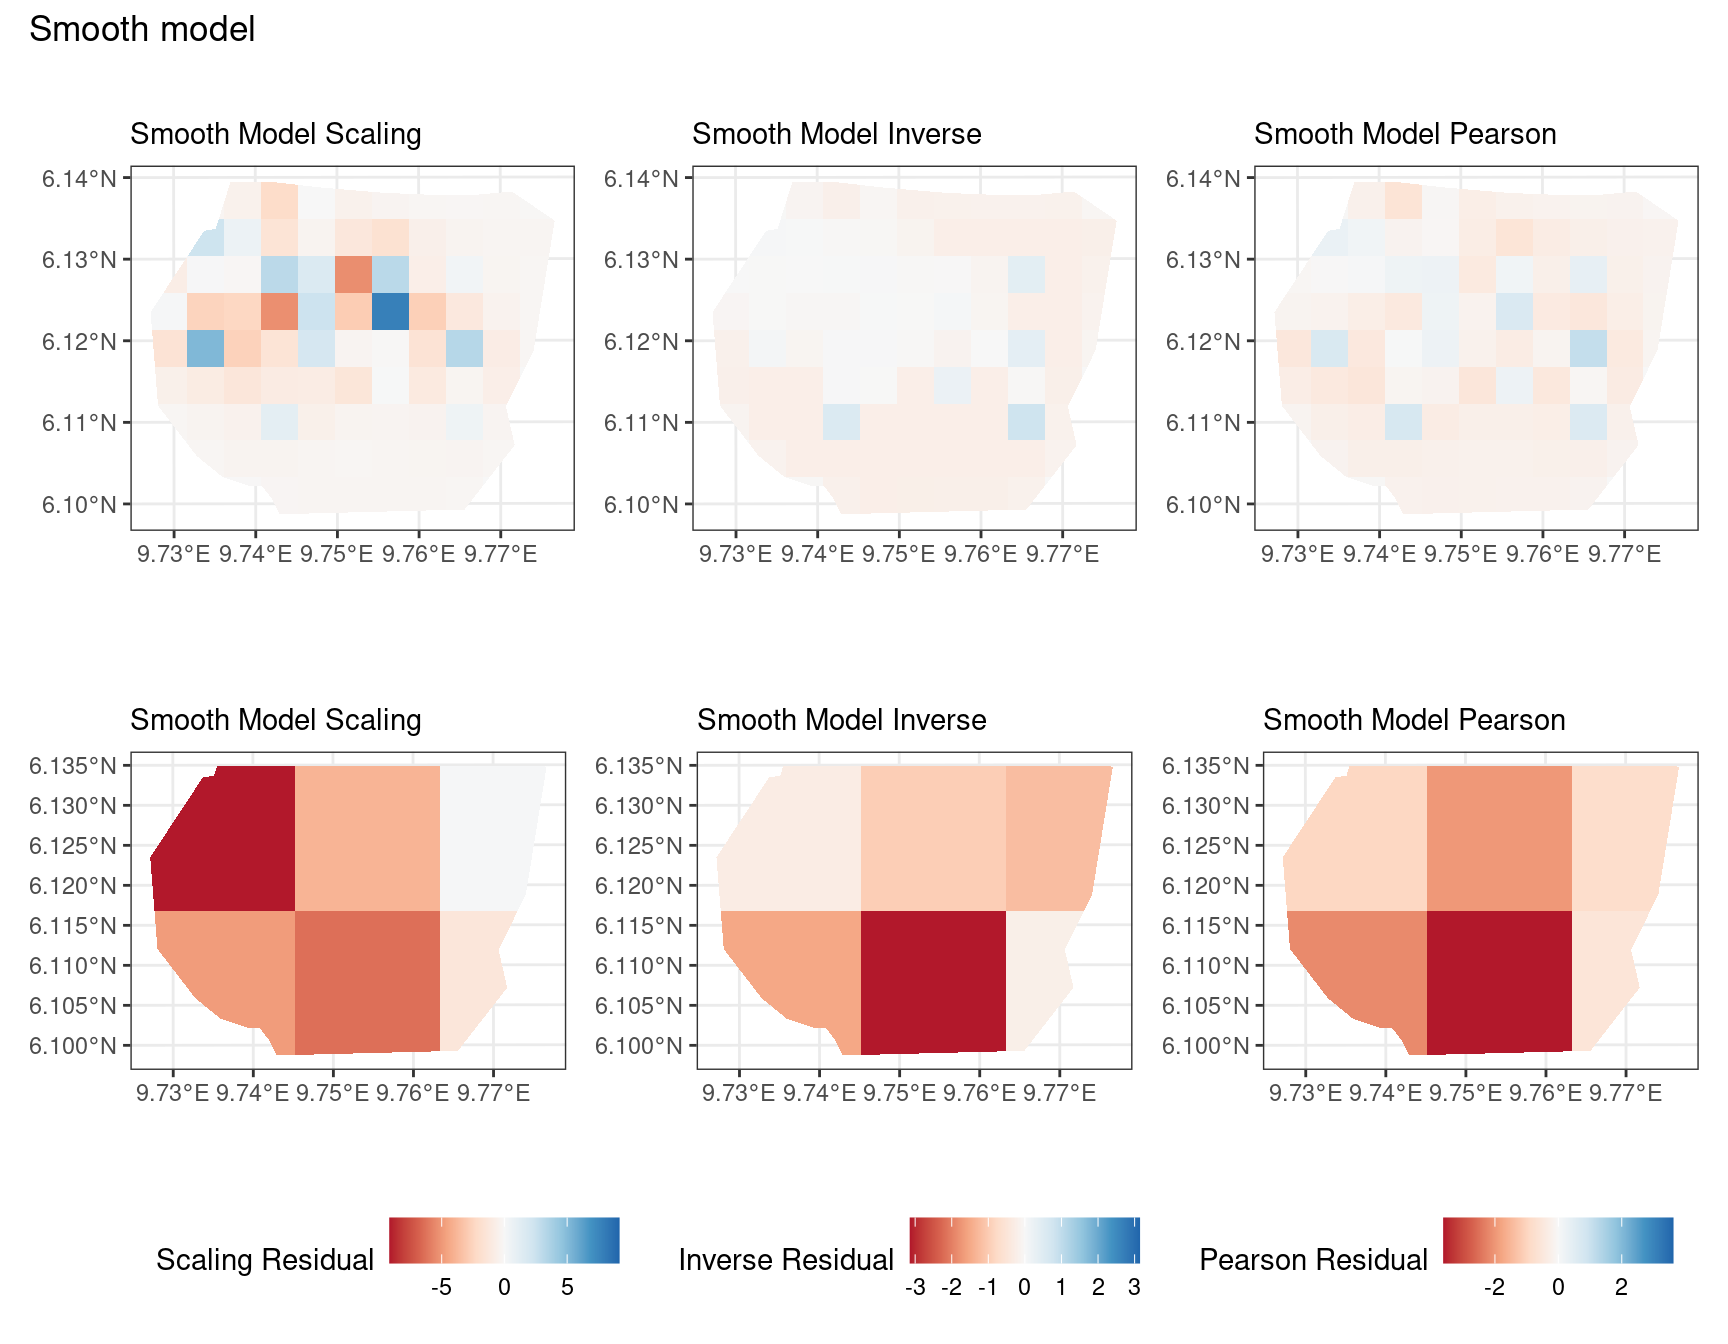 Smooth model
Smooth Model Scaling
Smooth Model Inverse
Smooth Model Pearson
6.14°N
6.13°N
6.12°N
6.11°N
6.10°N
9.73°E 9.74°E 9.75°E 9.76°E 9.77°E
6.14°N
6.13°N
6.12°N
6.11°N
6.10°N
9.73°E 9.74°E 9.75°E 9.76°E 9.77°E
6.14°N
6.13°N
6.12°N
6.11°N
6.10°N
9.73°E 9.74°E 9.75°E 9.76°E 9.77°E
Smooth Model Scaling
Smooth Model Inverse
Smooth Model Pearson
6.135°N
6.130°N
6.125°N
6.120°N
6.115°N
6.110°N
6.105°N
6.100°N
9.73°E 9.74°E 9.75°E 9.76°E 9.77°E
6.135°N
6.130°N
6.125°N
6.120°N
6.115°N
6.110°N
6.105°N
6.100°N
9.73°E 9.74°E 9.75°E 9.76°E 9.77°E
6.135°N
6.130°N
6.125°N
6.120°N
6.115°N
6.110°N
6.105°N
6.100°N
9.73°E 9.74°E 9.75°E 9.76°E 9.77°E
Scaling Residual
-5 0 5
Inverse Residual
-3 -2 -1 0 1 2 3
Pearson Residual
-2 0 2